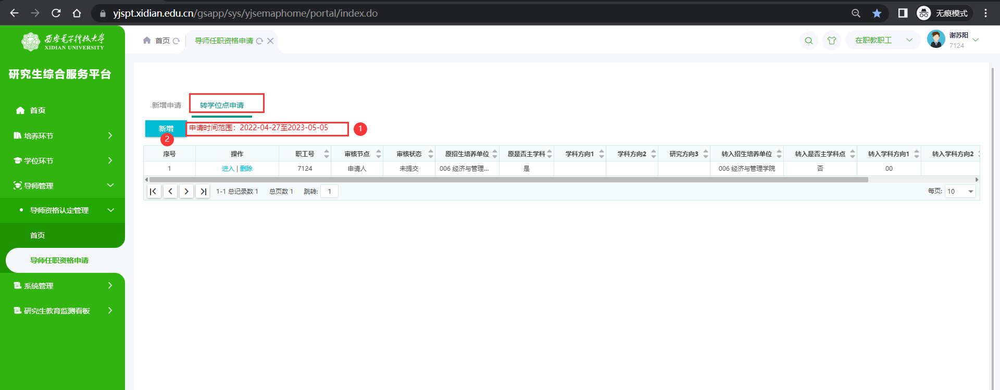 yjspt.xidian.edu.cn/gsapp/sys/yjsemaphome/portal/index.do
无痕模式
西安电子科技大学
XIDIAN UNIVERSITY
研究生综合服务平台
首页
培养环节
学位环节
导师管理
导师资格认定管理
首页
导师任职资格申请
系统管理
研究生教育监测看板
首页 导师任职资格申请
在职教职工
谢苏阳
7124
新增申请 转学位点申请
新增 申请时间范围：2022-04-27至2023-05-05 1
2
序号 操作 职工号 审核节点 审核状态 原招生培养单位 原是否主学科 学科方向1 学科方向2 研究方向3 转入招生培养单位 转入是否主学科点 转入学科方向1 转入学科方向2
1 进入 | 删除 7124 申请人 未提交 006 经济与管理... 是 006 经济与管理学院 否 00
1-1 总记录数 1 总页数 1 跳转: 1 每页: 10